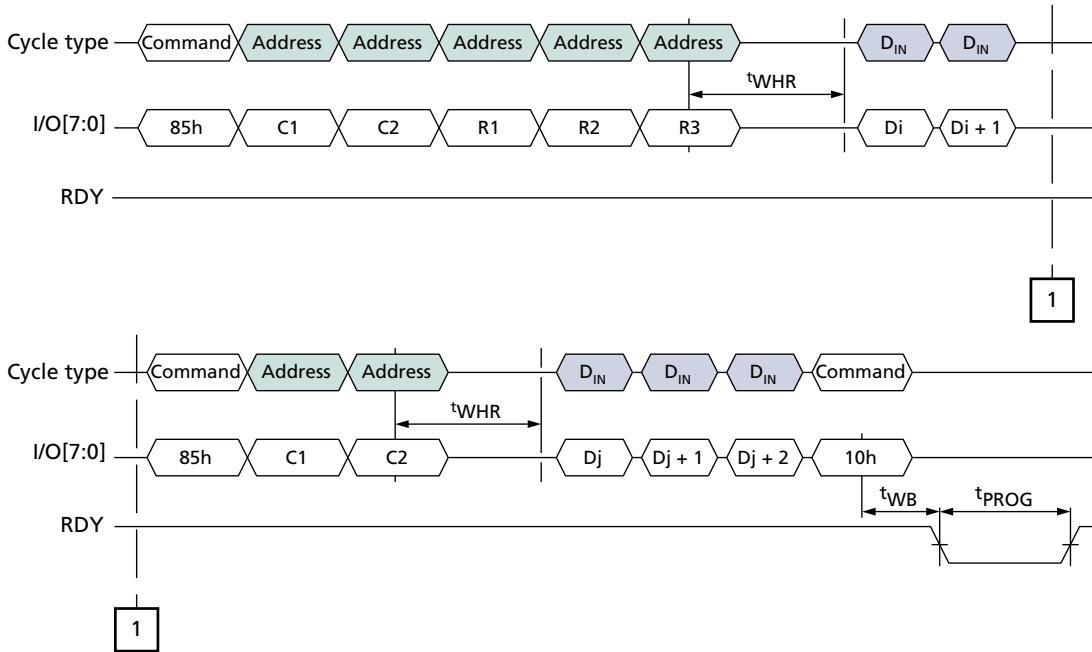 Cycle type Command Address Address Address Address Address DIN DIN
tWHR
I/O[7:0] 85h C1 C2 R1 R2 R3 Di Di + 1
RDY
1
Cycle type Command Address Address DIN DIN DIN Command
tWHR
I/O[7:0] 85h C1 C2 Dj Dj + 1 Dj + 2 10h
tWB tPROG
RDY
1